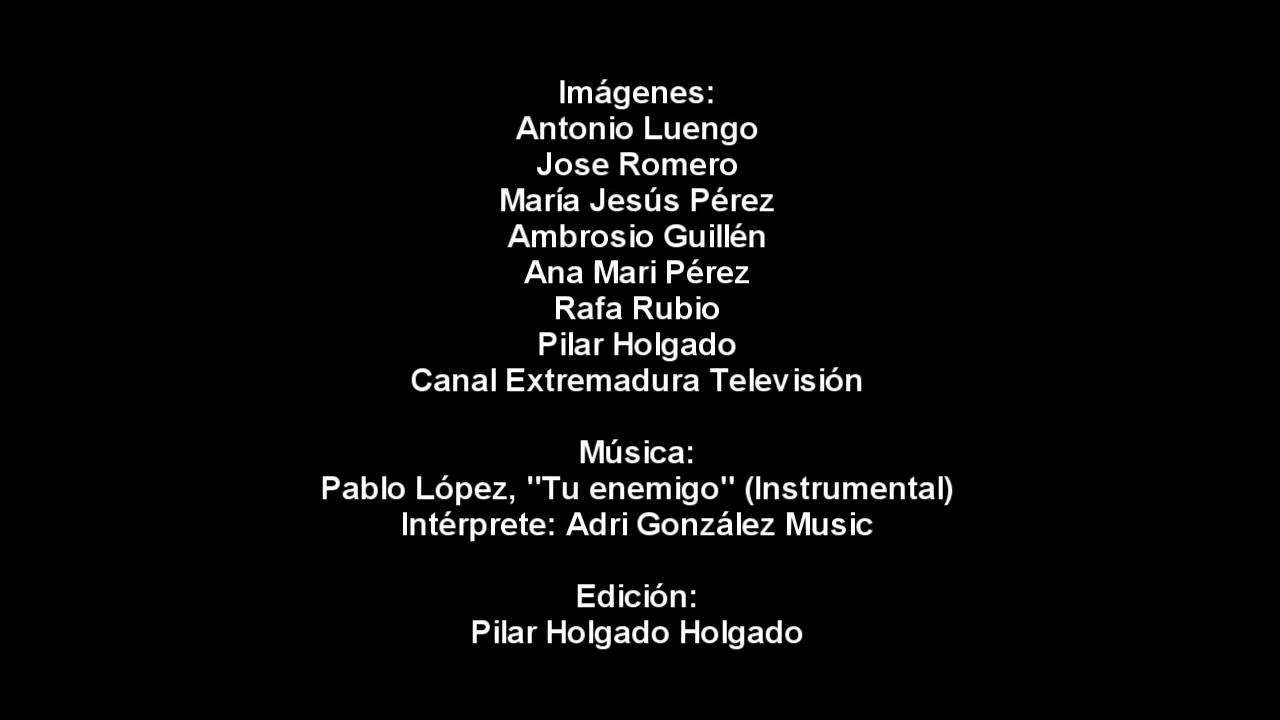 Imágenes:
Antonio Luengo
Jose Romero
María Jesús Pérez
Ambrosio Guillén
Ana Mari Pérez
Rafa Rubio
Pilar Holgado
Canal Extremadura Televisión
Música:
Pablo López, "Tu enemigo" (Instrumental)
Intérprete: Adri González Music
Edición:
Pilar Holgado Holgado